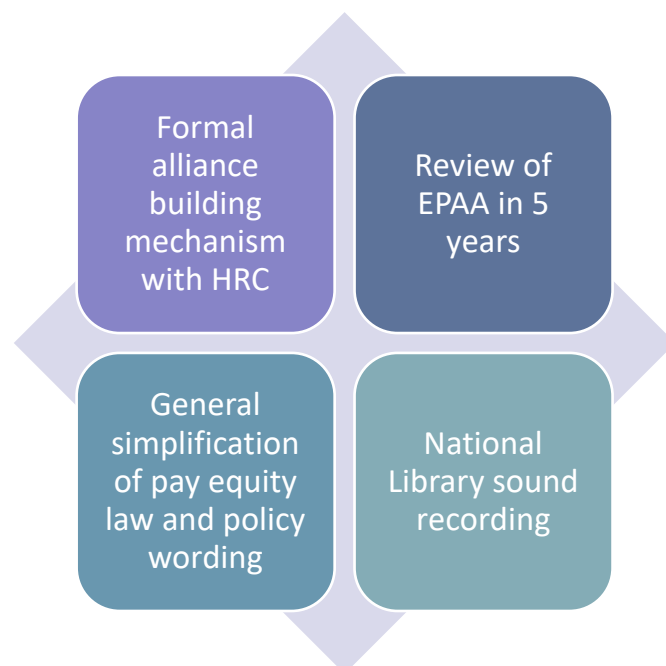 Formal
alliance
building
mechanism
with HRC
Review of
EPAA in 5
years
General
simplification
of pay equity
law and policy
wording
National
Library sound
recording